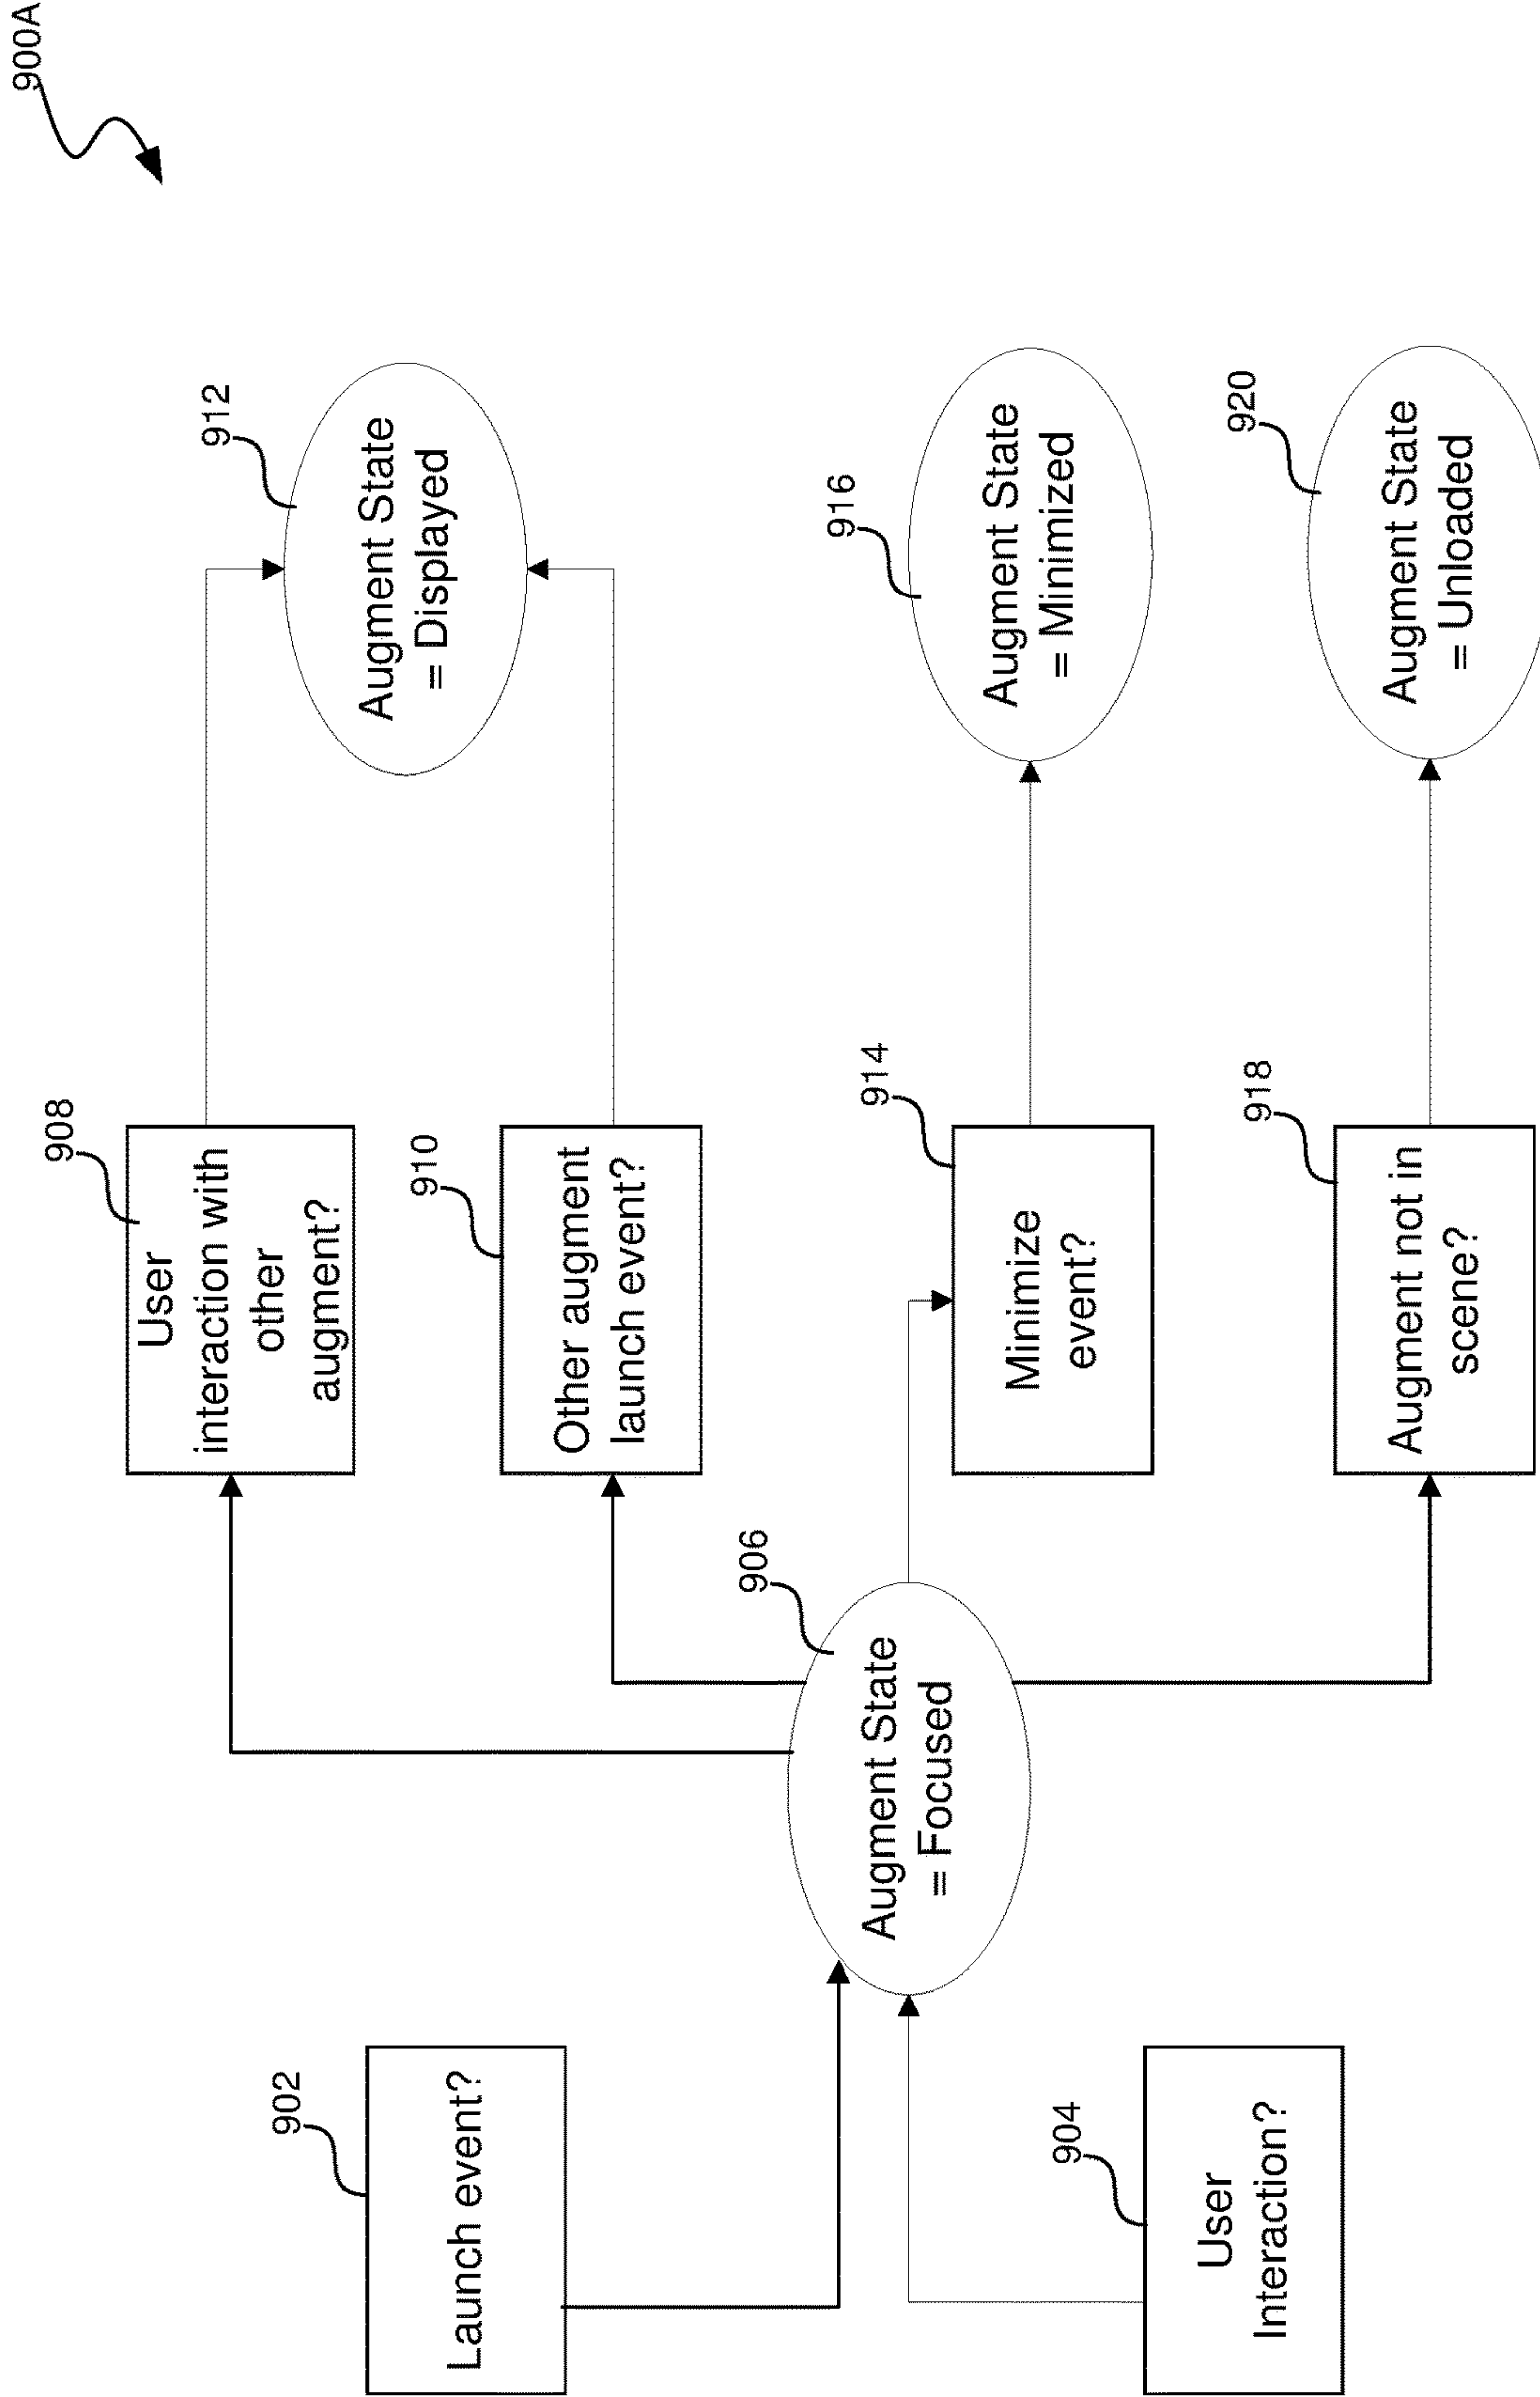 900A
902
Launch event?
904
User
Interaction?
906
Augment State
= Focused
908
User
interaction with
other
augment?
910
Other augment
launch event?
912
Augment State
= Displayed
914
Minimize
event?
916
Augment State
= Minimized
918
Augment not in
scene?
920
Augment State
= Unloaded